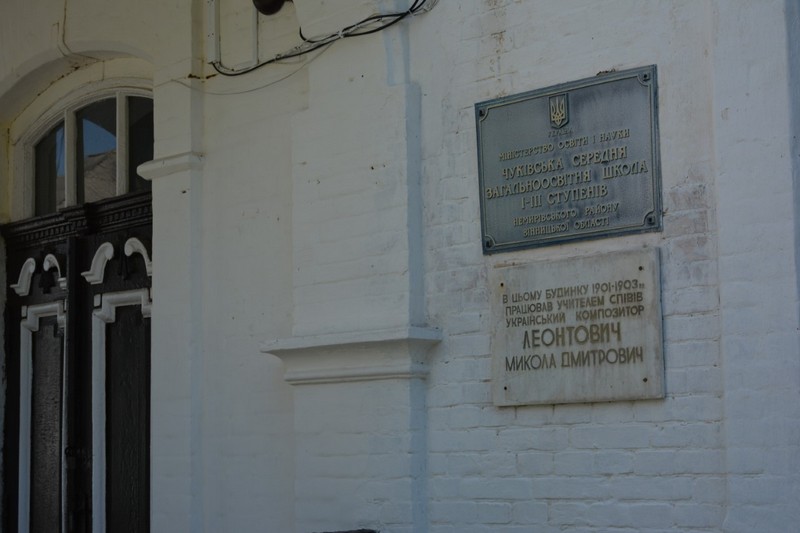 МІНІСТЕРСТВО ОСВІТИ І НАУКИ
ЧУКІВСЬКА СЕРЕДНЯ
ЗАГАЛЬНООСВІТНЯ ШКОЛА
І-ІІІ СТУПЕНІВ
НЕМИРІВСЬКОГО РАЙОНУ
ВІННИЦЬКОЇ ОБЛАСТІ
В ЦЬОМУ БУДИНКУ 1901-1903рр.
ПРАЦЮВАВ УЧИТЕЛЕМ СПІВІВ
УКРАЇНСЬКИЙ КОМПОЗИТОР
ЛЕОНТОВИЧ
МИКОЛА ДМИТРОВИЧ